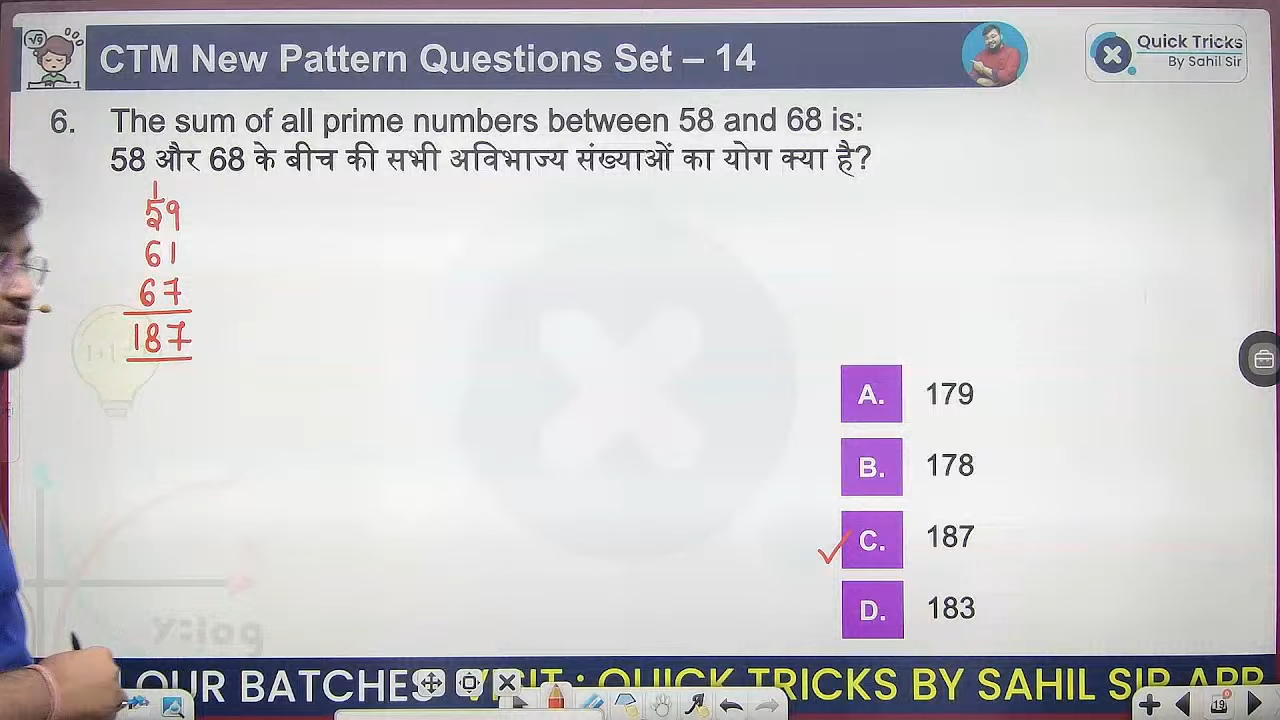 CTM New Pattern Questions Set – 14
Quick Tricks
By Sahil Sir
6. The sum of all prime numbers between 58 and 68 is:
58 और 68 के बीच की सभी अविभाज्य संख्याओं का योग क्या है?
1
59
61
67
187
A. 179
B. 178
C. 187
D. 183
OUR BATCHES VISIT : QUICK TRICKS BY SAHIL SIR APP
19